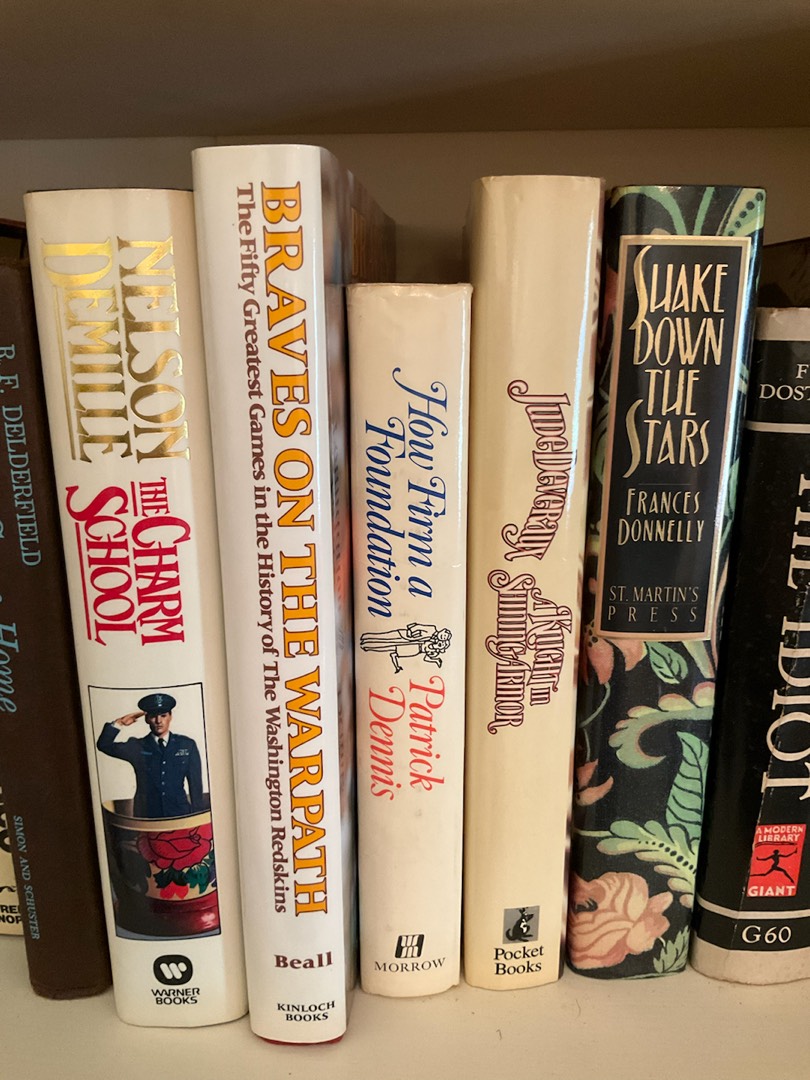 R.F. DELDERFIELD
Home
SIMON AND SCHUSTER
NELSON
DEMILLE
THE CHARM
SCHOOL
WARNER
BOOKS
BRAVES ON THE WARPATH
The Fifty Greatest Games in the History of The Washington Redskins
Beall
KINLOCH
BOOKS
How Firm a
Foundation
Patrick
Dennis
MORROW
JUDE DEVERAUX
A KNIGHT IN
SHINING ARMOR
Pocket
Books
SHAKE
DOWN
THE
STARS
FRANCES
DONNELLY
ST. MARTIN'S
PRESS
THE IDIOT
A MODERN
LIBRARY
GIANT
G60